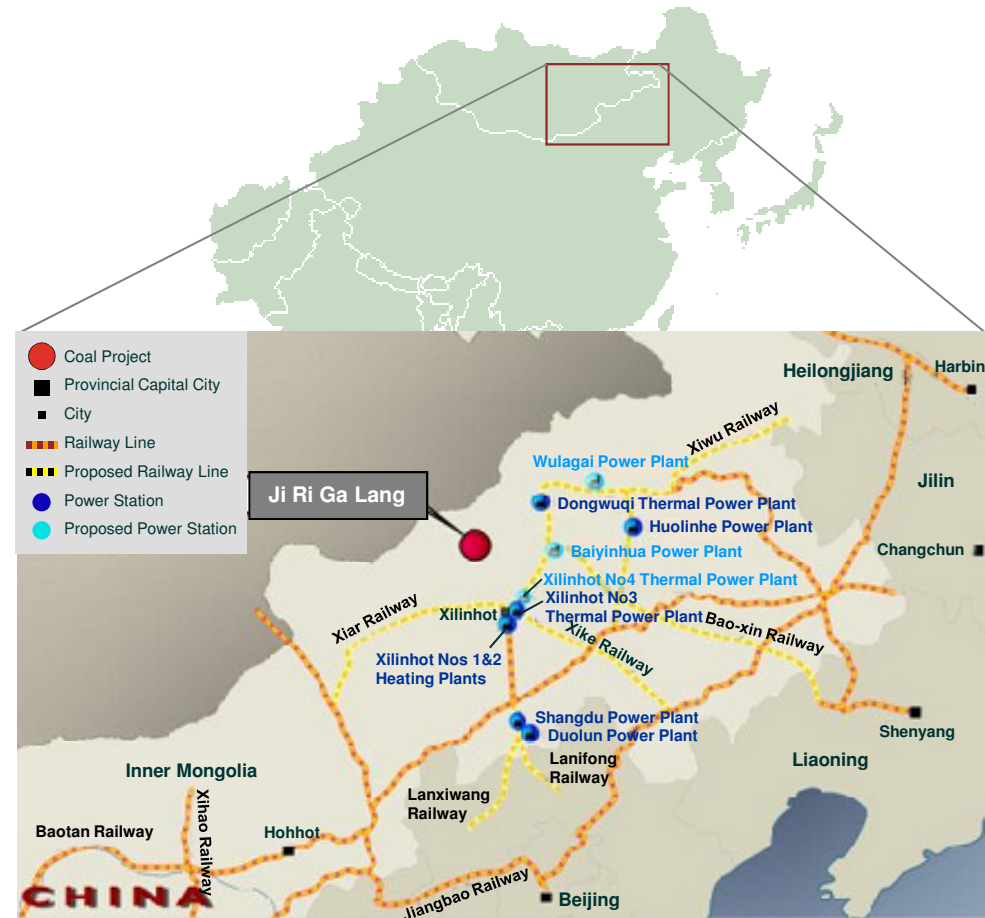 Coal Project
Provincial Capital City
City
Railway Line
Proposed Railway Line
Power Station
Proposed Power Station
Ji Ri Ga Lang
Heilongjiang
Harbin
Xiwu Railway
Wulagai Power Plant
Jilin
Dongwuqi Thermal Power Plant
Huolinhe Power Plant
Changchun
Baiyinhua Power Plant
Xilinhot No4 Thermal Power Plant
Xilinhot No3
Thermal Power Plant
Xiar Railway
Xilinhot
Bao-xin Railway
Xike Railway
Xilinhot Nos 1&2
Heating Plants
Shangdu Power Plant
Duolun Power Plant
Shenyang
Liaoning
Lanifong
Railway
Inner Mongolia
Lanxiwang
Railway
Xihao Railway
Baotan Railway
Hohhot
CHINA
Jiangbao Railway
Beijing